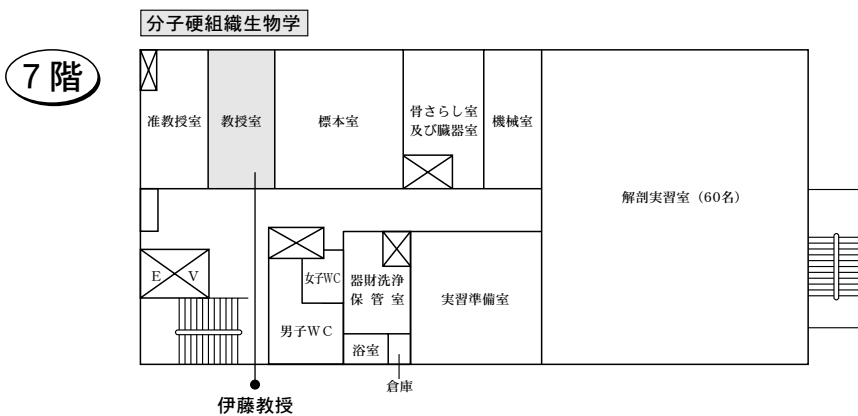 分子硬組織生物学
7階
准教授室
教授室
標本室
骨さらし室
及び臓器室
機械室
解剖実習室（60名）
EV
女子WC
器財洗浄
保管室
実習準備室
男子WC
浴室
倉庫
伊藤教授